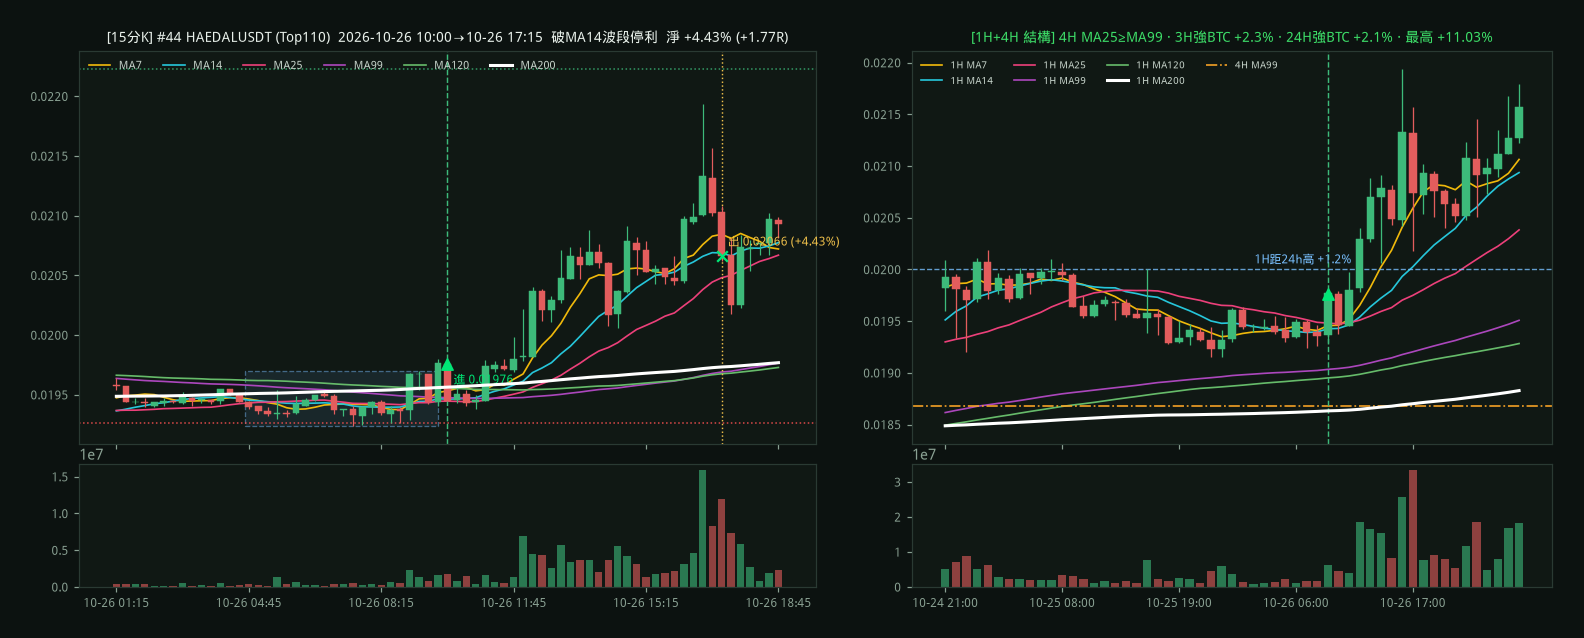 [15分K] #44 HAEDALUSDT (Top110) 2026-10-26 10:00→10-26 17:15 破MA14波段停利 淨 +4.43% (+1.77R)
MA7 MA14 MA25 MA99 MA120 MA200
0.0220
0.0215
0.0210
0.0205
0.0200
0.0195
出 0.02066 (+4.43%)
進 0.01976
1e7
1.5
1.0
0.5
0.0
10-26 01:15 10-26 04:45 10-26 08:15 10-26 11:45 10-26 15:15 10-26 18:45
[1H+4H 結構] 4H MA25≥MA99 · 3H強BTC +2.3% · 24H強BTC +2.1% · 最高 +11.03%
1H MA7 1H MA25 1H MA120 4H MA99
1H MA14 1H MA99 1H MA200
0.0220
0.0215
0.0210
0.0205
0.0200
0.0195
0.0190
0.0185
1H距24h高 +1.2%
1e7
3
2
1
0
10-24 21:00 10-25 08:00 10-25 19:00 10-26 06:00 10-26 17:00